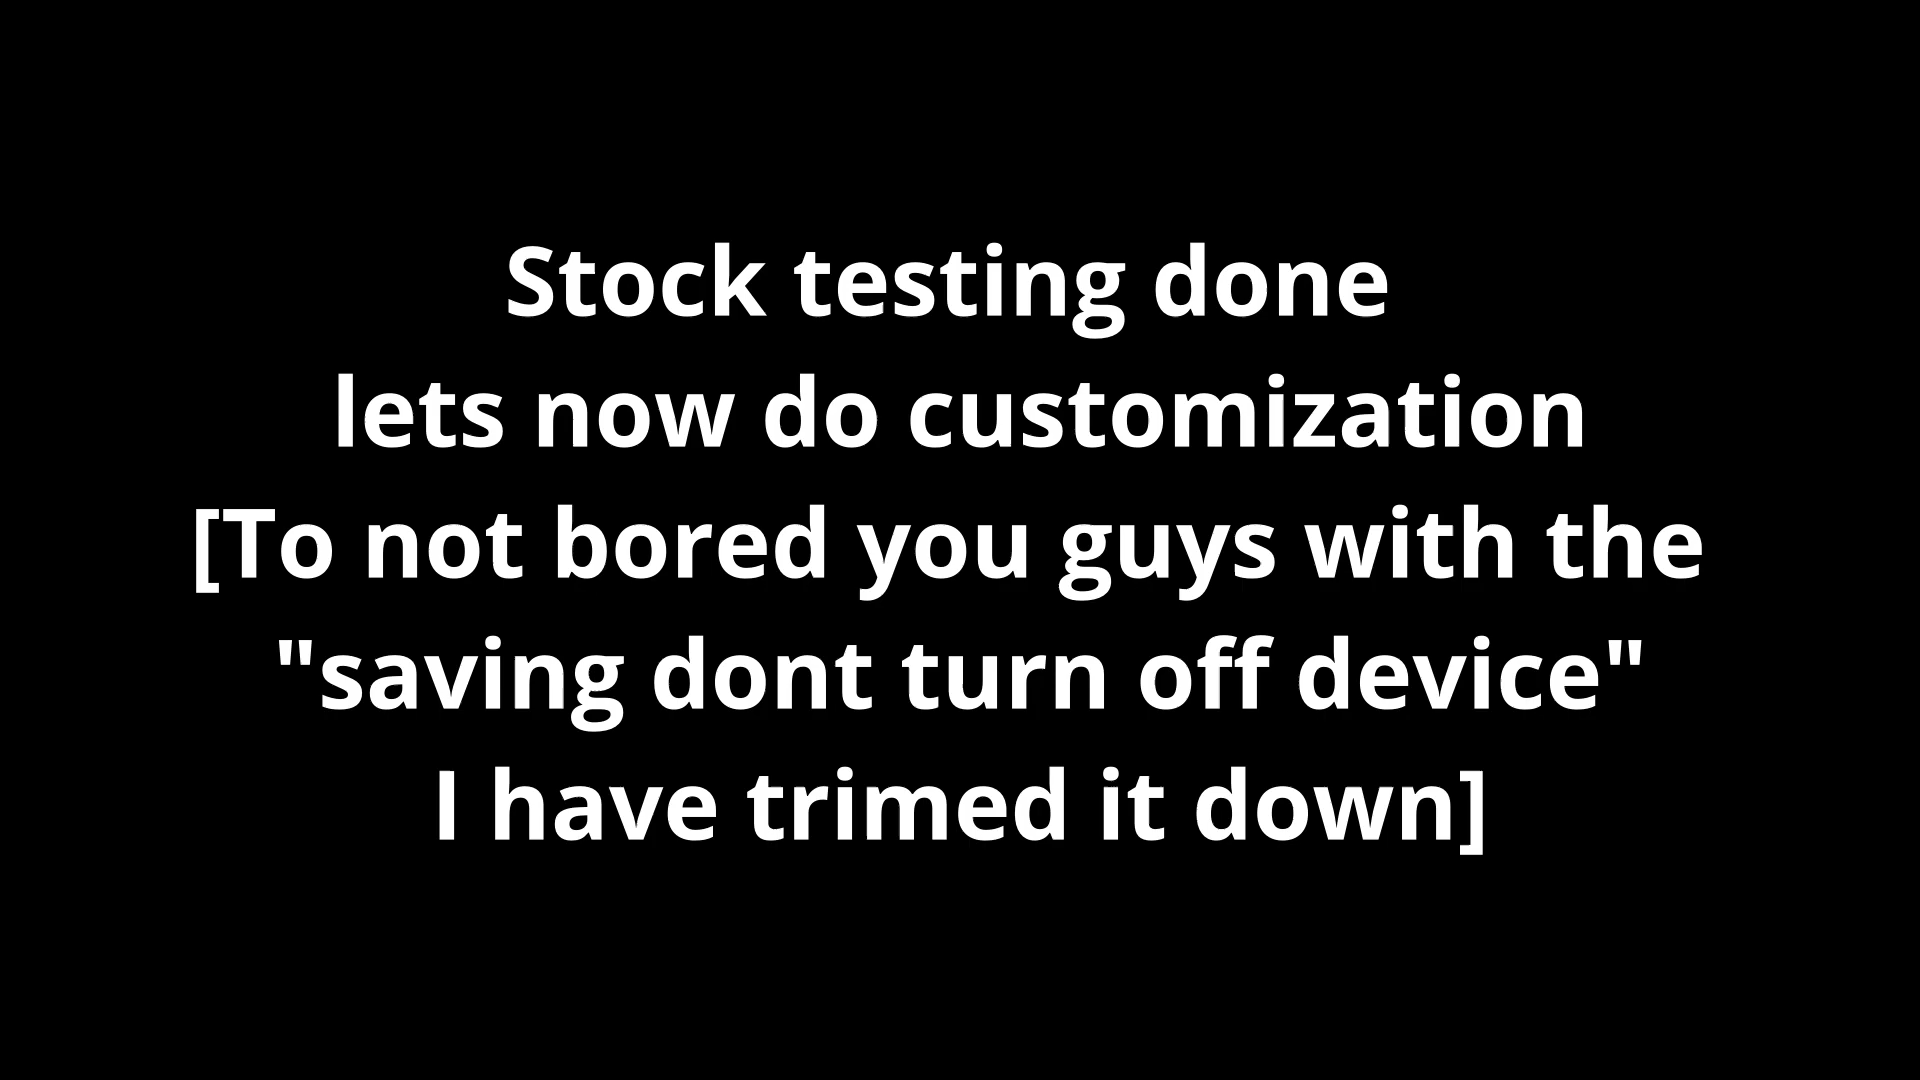 Stock testing done
lets now do customization
[To not bored you guys with the
"saving dont turn off device"
I have trimed it down]